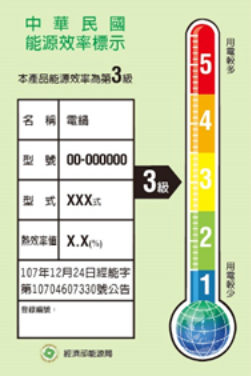 中華民國
能源效率標示
本產品能源效率為第3級
名稱 電鍋
型號 00-000000
型式 XXX式
熱效率值 X.X(%)
107年12月24日經能字
第10704607330號公告
登錄編號：
經濟部能源局
3級
用電較多
5
4
3
2
1
用電較少